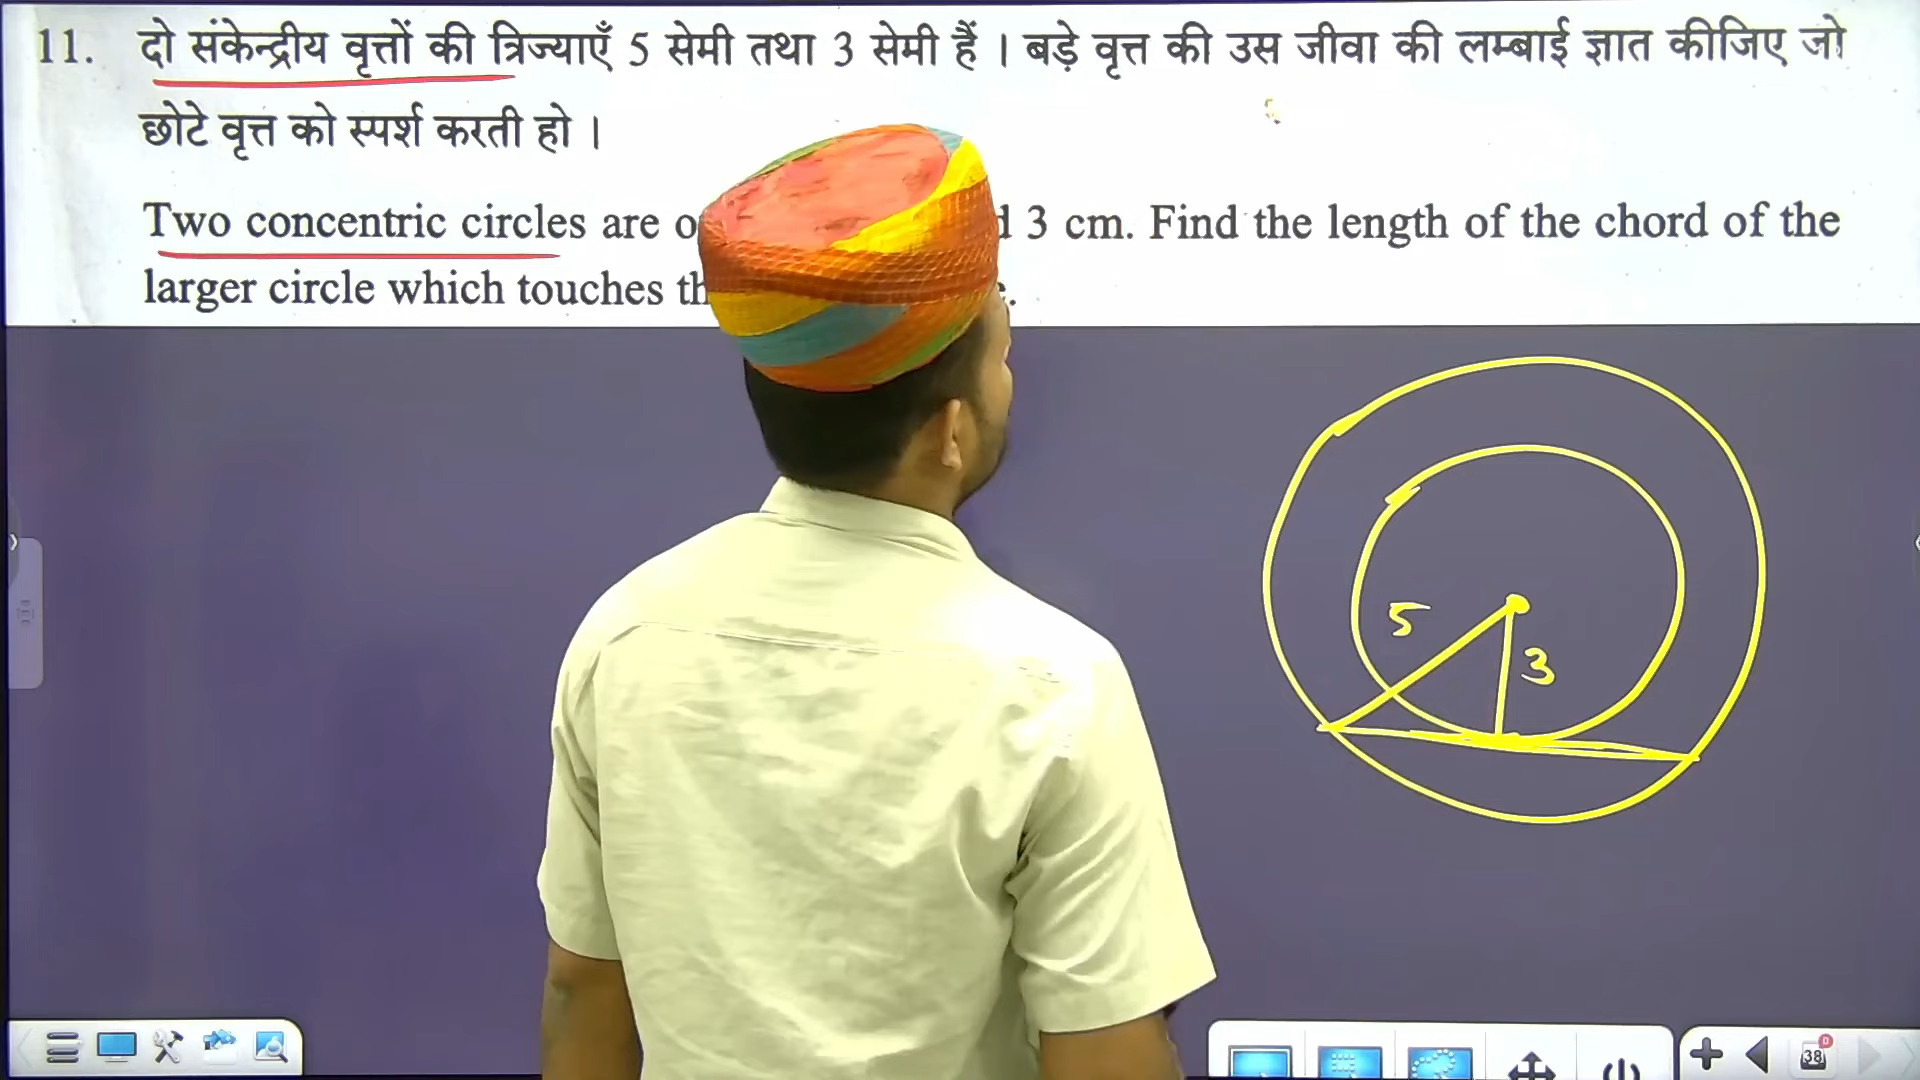 11. दो संकेन्द्रीय वृत्तों की त्रिज्याएँ 5 सेमी तथा 3 सेमी हैं । बड़े वृत्त की उस जीवा की लम्बाई ज्ञात कीजिए जो
छोटे वृत्त को स्पर्श करती हो ।
Two concentric circles are 3 cm. Find the length of the chord of the
larger circle which touches
5
3
38
0